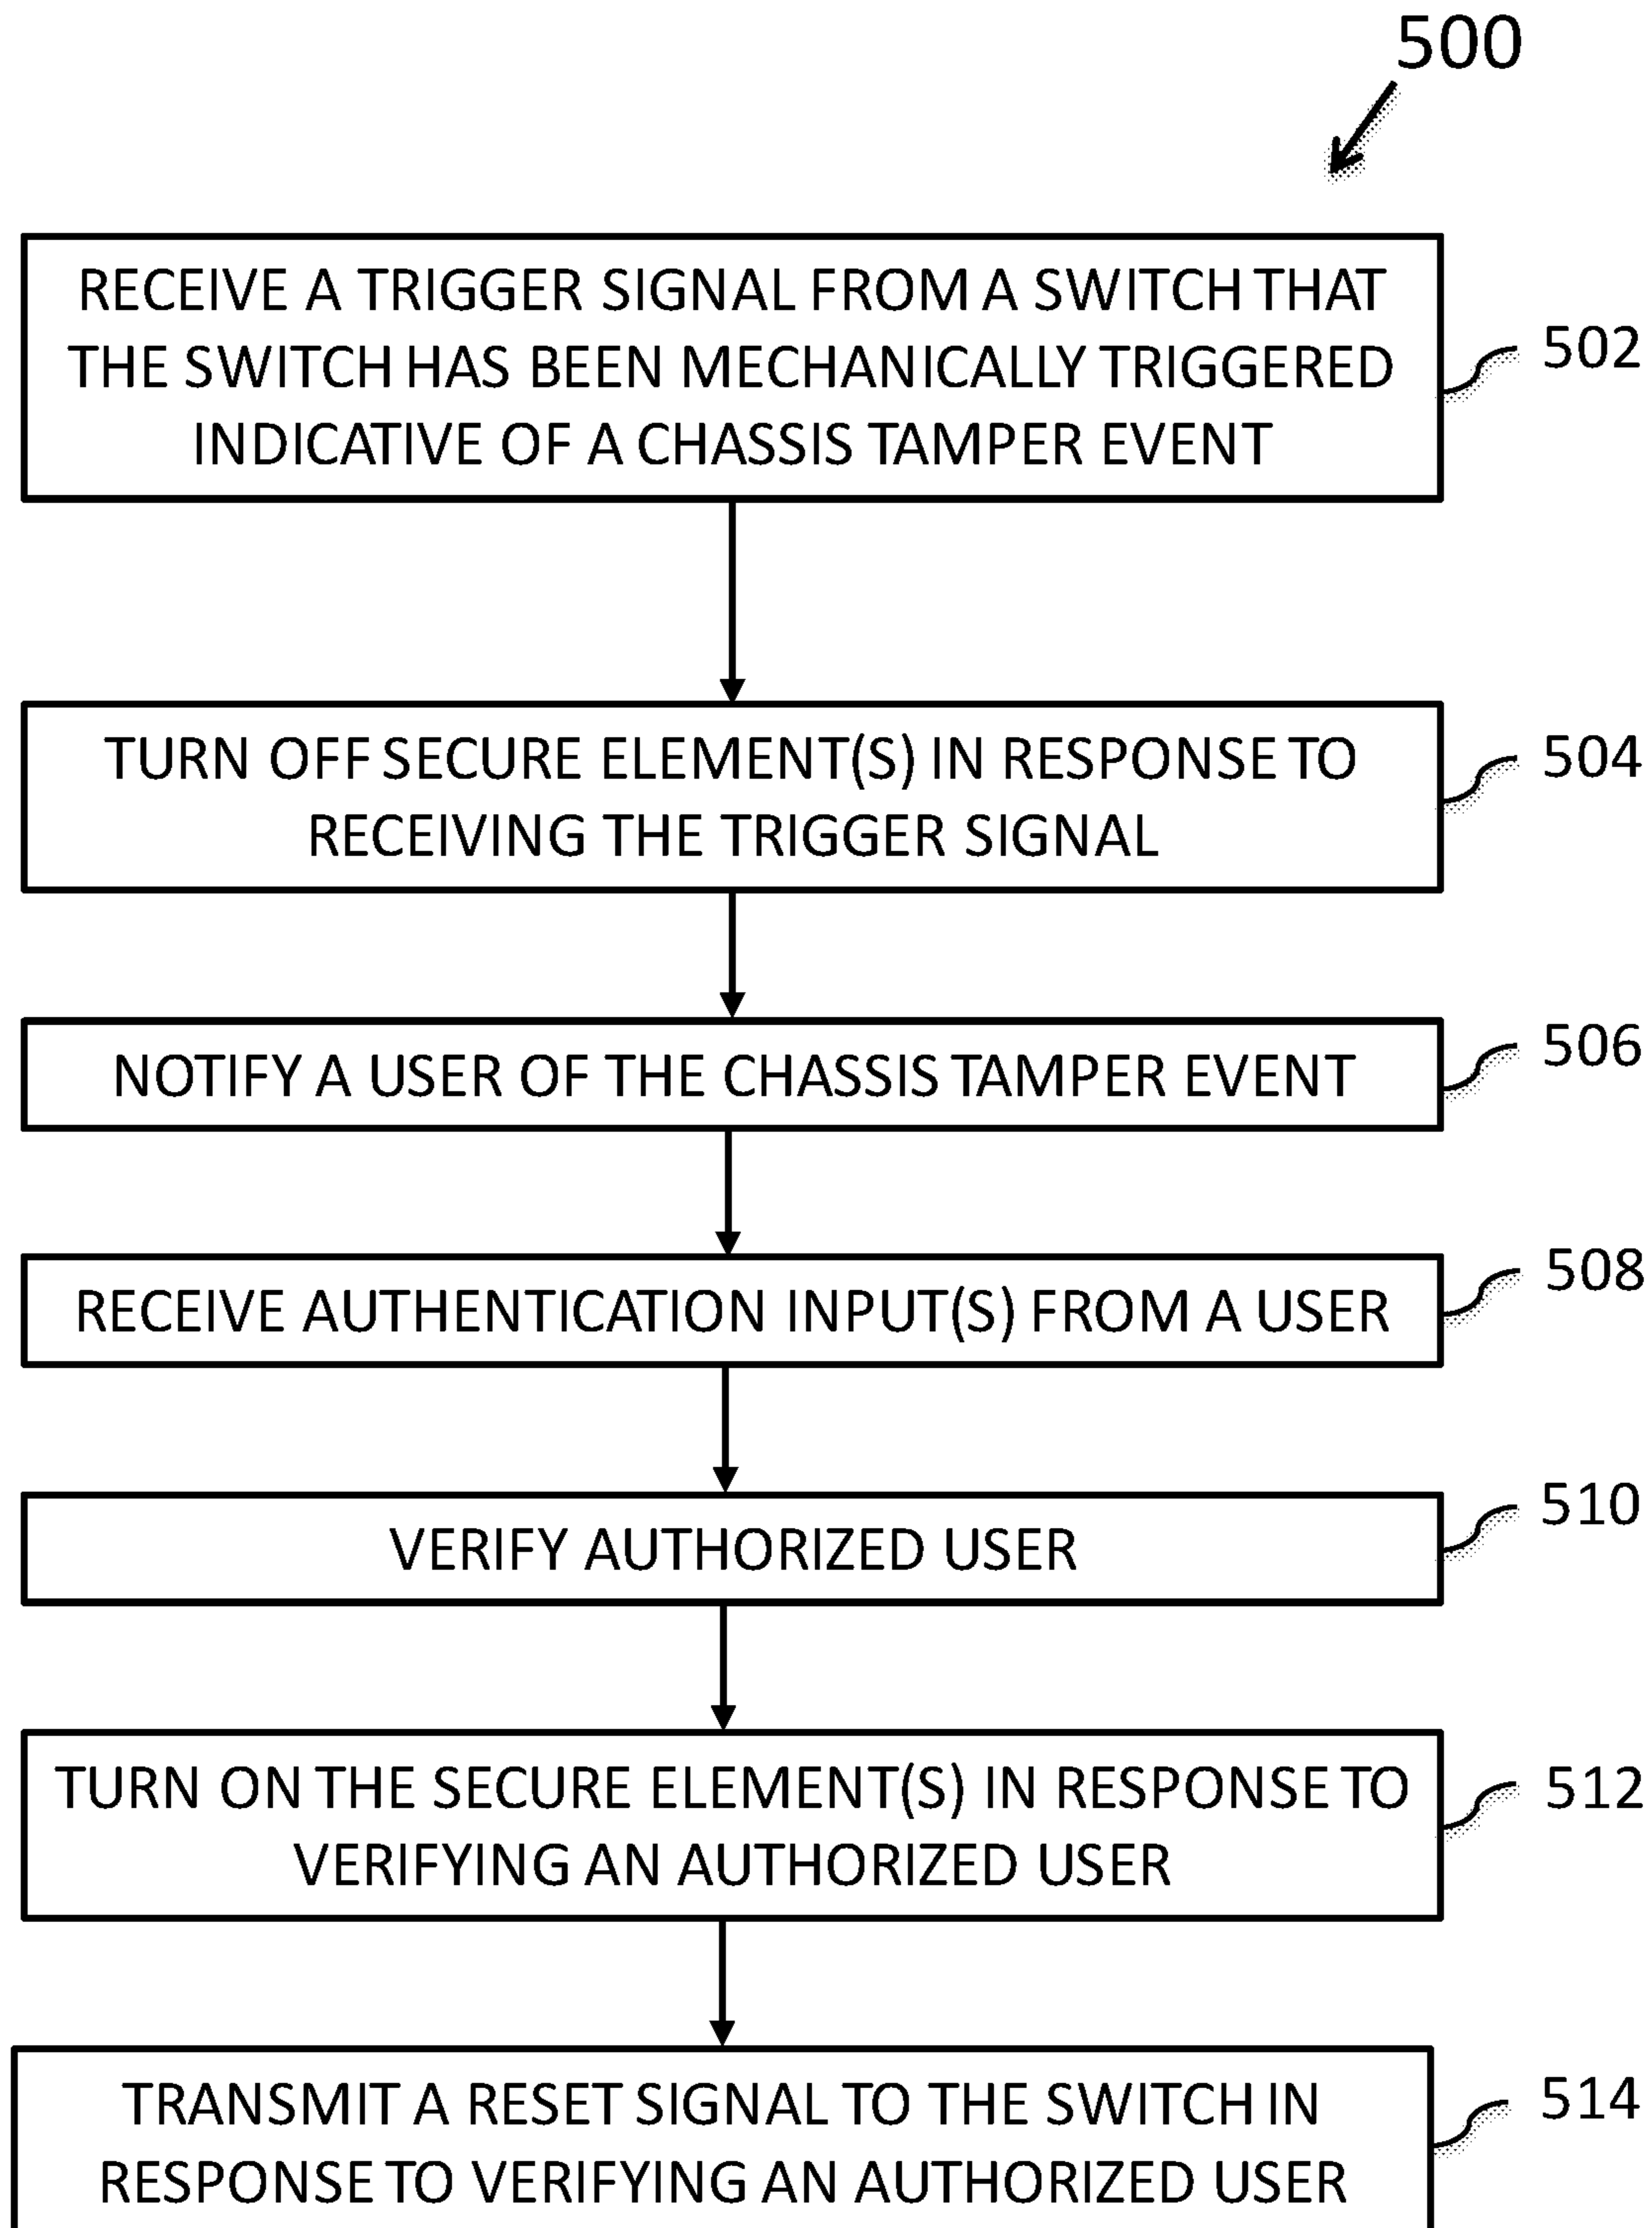 500
RECEIVE A TRIGGER SIGNAL FROM A SWITCH THAT
THE SWITCH HAS BEEN MECHANICALLY TRIGGERED
INDICATIVE OF A CHASSIS TAMPER EVENT
502
TURN OFF SECURE ELEMENT(S) IN RESPONSE TO
RECEIVING THE TRIGGER SIGNAL
504
NOTIFY A USER OF THE CHASSIS TAMPER EVENT
506
RECEIVE AUTHENTICATION INPUT(S) FROM A USER
508
VERIFY AUTHORIZED USER
510
TURN ON THE SECURE ELEMENT(S) IN RESPONSE TO
VERIFYING AN AUTHORIZED USER
512
TRANSMIT A RESET SIGNAL TO THE SWITCH IN
RESPONSE TO VERIFYING AN AUTHORIZED USER
514